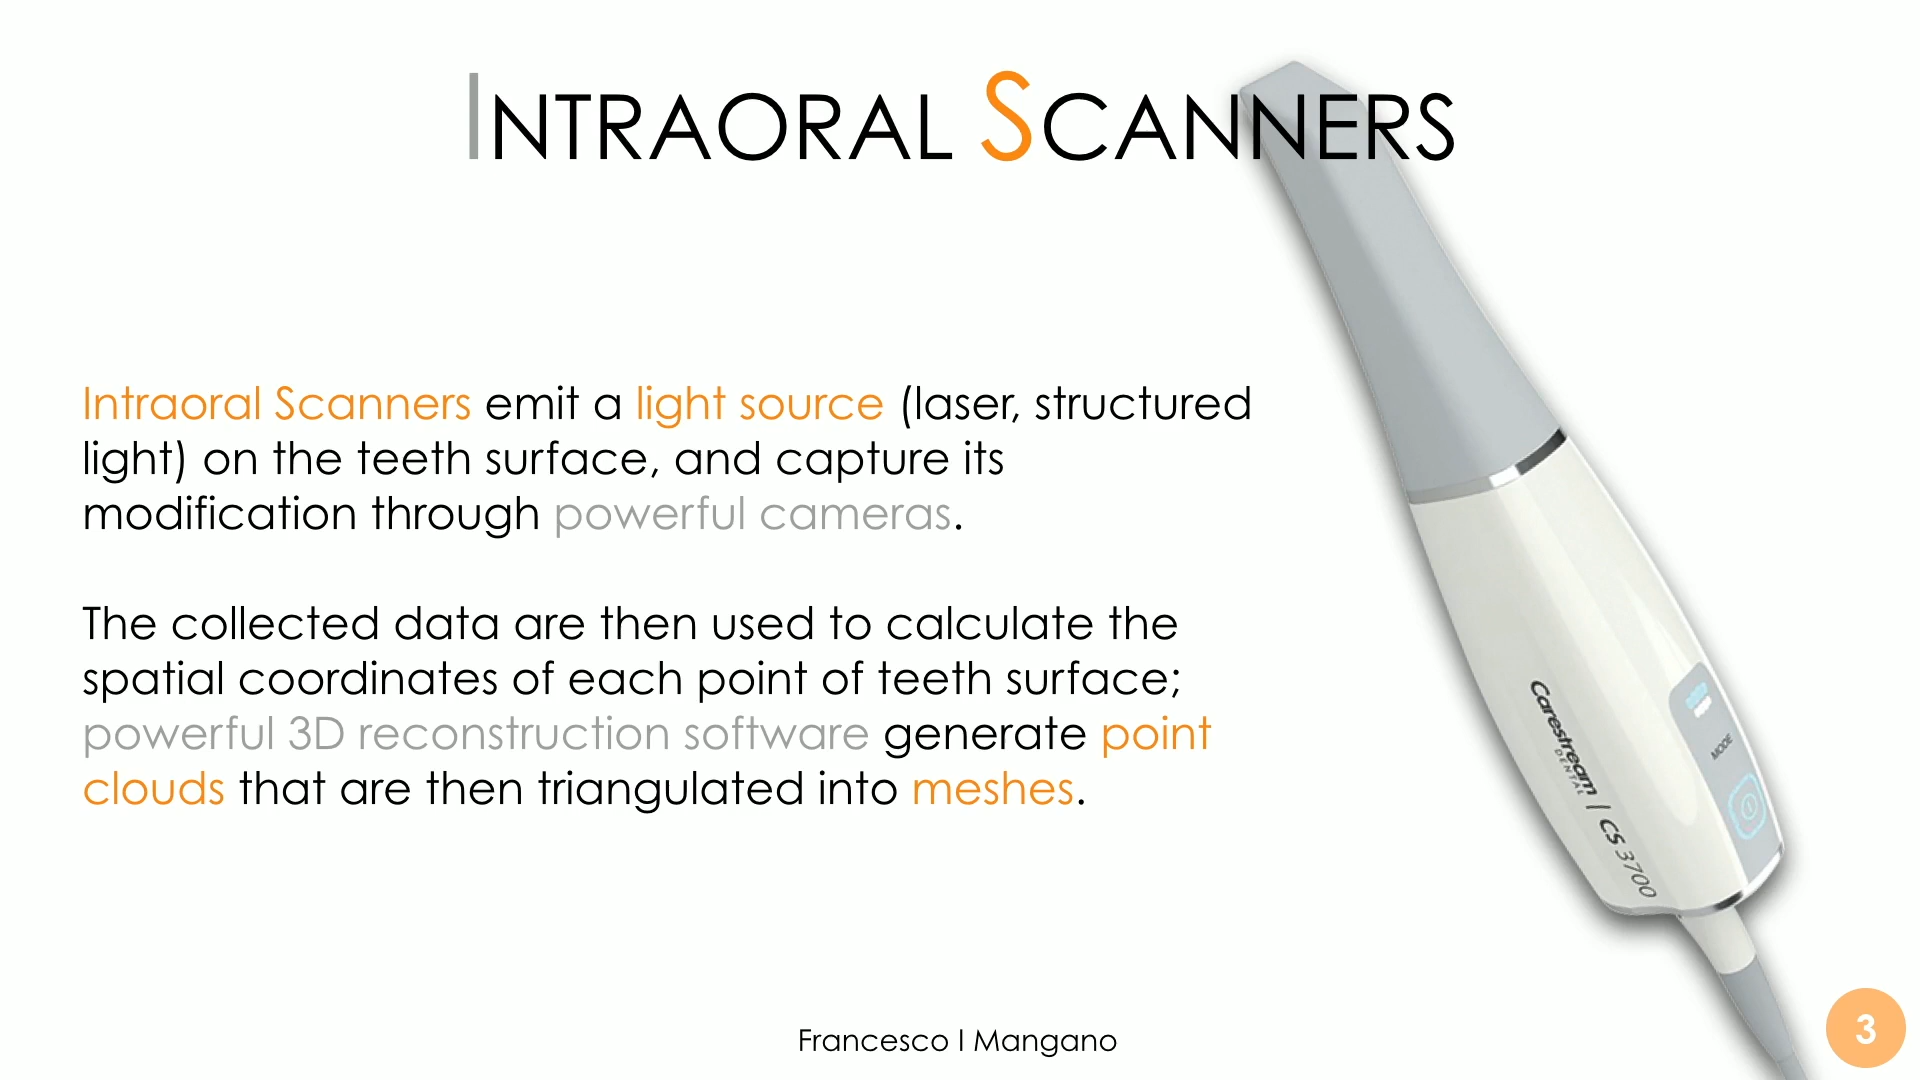 INTRAORAL SCANNERS
Intraoral Scanners emit a light source (laser, structured
light) on the teeth surface, and capture its
modification through powerful cameras.
The collected data are then used to calculate the
spatial coordinates of each point of teeth surface;
powerful 3D reconstruction software generate point
clouds that are then triangulated into meshes.
Carestream
DENTAL
CS 3700
MODE
Francesco I Mangano
3